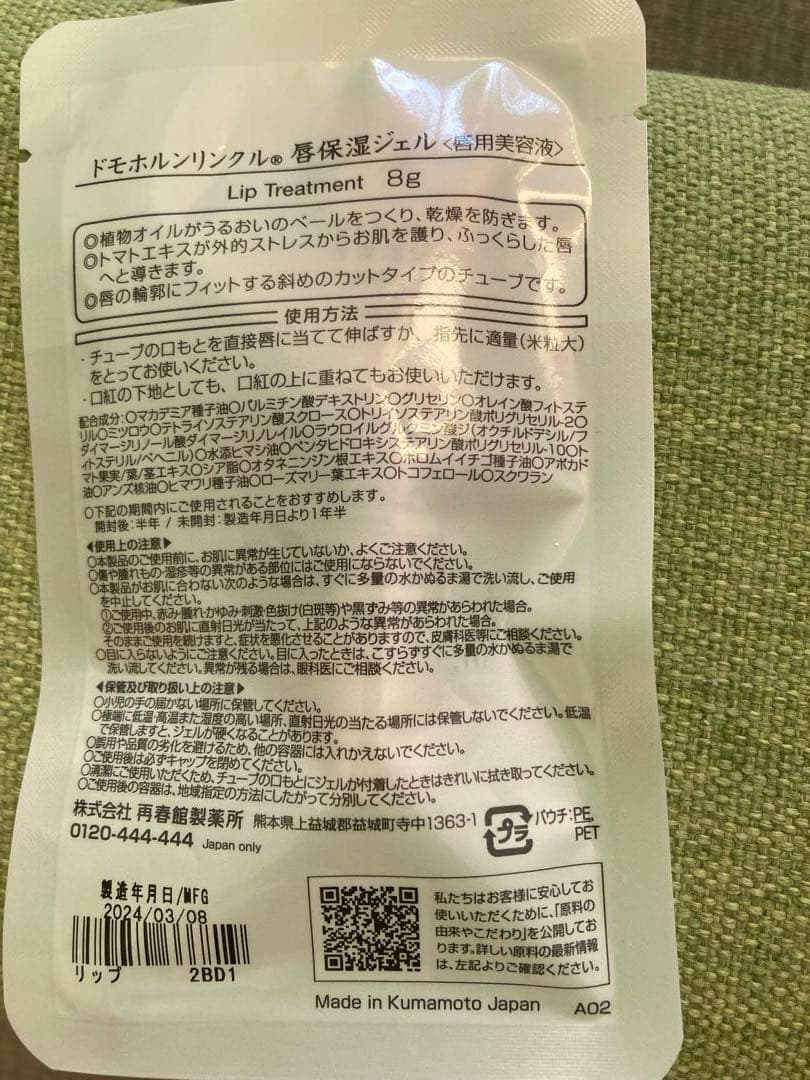 ドモホルンリンクル® 唇保湿ジェル〈唇用美容液〉
Lip Treatment 8g
◎植物オイルがうるおいのベールをつくり、乾燥を防ぎます。
◎トマトエキスが外的ストレスからお肌を護り、ふっくらした唇
へと導きます。
◎唇の輪郭にフィットする斜めのカットタイプのチューブです。
使用方法
・チューブの口もとを直接唇に当てて伸ばすか、指先に適量(米粒大)
をとってお使いください。
・口紅の下地としても、口紅の上に重ねてもお使いいただけます。
配合成分:○マカデミア種子油○パルミチン酸デキストリン○グリセリン○オレイン酸フィトステ
リル○ミツロウ○テトライソステアリン酸スクロース○トリイソステアリン酸ポリグリセリル-2○
ダイマージリノール酸ダイマージリノレイル○ラウロイルグルタミン酸ジ(オクチルドデシル/フ
ィトステリル/ベヘニル)○水添ヒマシ油○ペンタヒドロキシステアリン酸ポリグリセリル-10○ト
マト果実/葉/茎エキス○シア脂○オタネニンジン根エキス○ホロムイイチゴ種子油○アボカド
油○アンズ核油○ヒマワリ種子油○ローズマリー葉エキス○トコフェロール○スクワラン
○下記の期間内にご使用されることをおすすめします。
開封後:半年 / 未開封:製造年月日より1年半
◀使用上の注意▶
○本製品のご使用前に、お肌に異常が生じていないか、よくご注意ください。
○傷や腫れもの・湿疹等の異常がある部位にはご使用にならないでください。
○本製品がお肌に合わない次のような場合は、すぐに多量の水かぬるま湯で洗い流し、ご使用
を中止してください。
①ご使用中、赤み・腫れ・かゆみ・刺激・色抜け(白斑等)や黒ずみ等の異常があらわれた場合。
②ご使用後のお肌に直射日光が当たって、上記のような異常があらわれた場合。
そのままご使用を続けますと、症状を悪化させることがありますので、皮膚科医等にご相談ください。
○目に入らないようにご注意ください。目に入ったときは、こすらずすぐに多量の水かぬるま湯で
洗い流してください。異常が残る場合は、眼科医にご相談ください。
◀保管及び取り扱い上の注意▶
○小児の手の届かない場所に保管してください。
○極端に低温・高温また湿度の高い場所、直射日光の当たる場所には保管しないでください。低温
で保管しますと、ジェルが硬くなることがあります。
○誤用や品質の劣化を避けるため、他の容器には入れかえないでください。
○ご使用後は必ずキャップを閉めてください。
○清潔にご使用いただくため、チューブの口もとにジェルが付着したときはきれいに拭き取ってください。
○ご使用後の容器は、地域指定の方法にしたがって分別してください。
株式会社 再春館製薬所 熊本県上益城郡益城町寺中1363-1
0120-444-444 Japan only
プラ
パウチ:PE,
PET
製造年月日/MFG
2024/03/08
リップ 2BD1
私たちはお客様に安心してお
使いいただくために、「原料の
由来やこだわり」を公開してお
ります。詳しい原料の最新情報
は、左記よりご確認ください。
Made in Kumamoto Japan A02